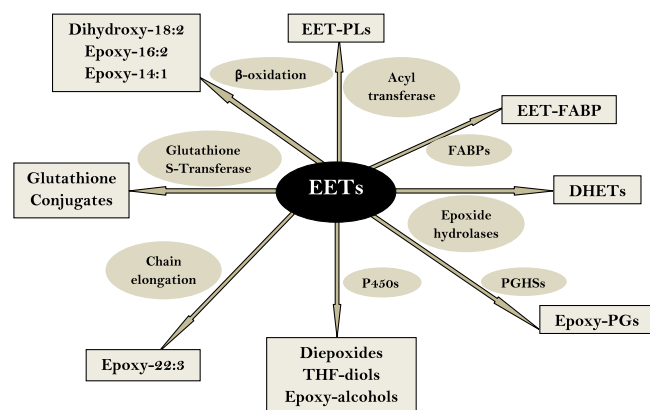 Dihydroxy-18:2
Epoxy-16:2
Epoxy-14:1
EET-PLs
β-oxidation
Acyl
transferase
EET-FABP
FABPs
Glutathione
S-Transferase
EETs
Glutathione
Conjugates
DHETs
Epoxide
hydrolases
Chain
elongation
P450s
PGHSs
Epoxy-PGs
Epoxy-22:3
Diepoxides
THF-diols
Epoxy-alcohols